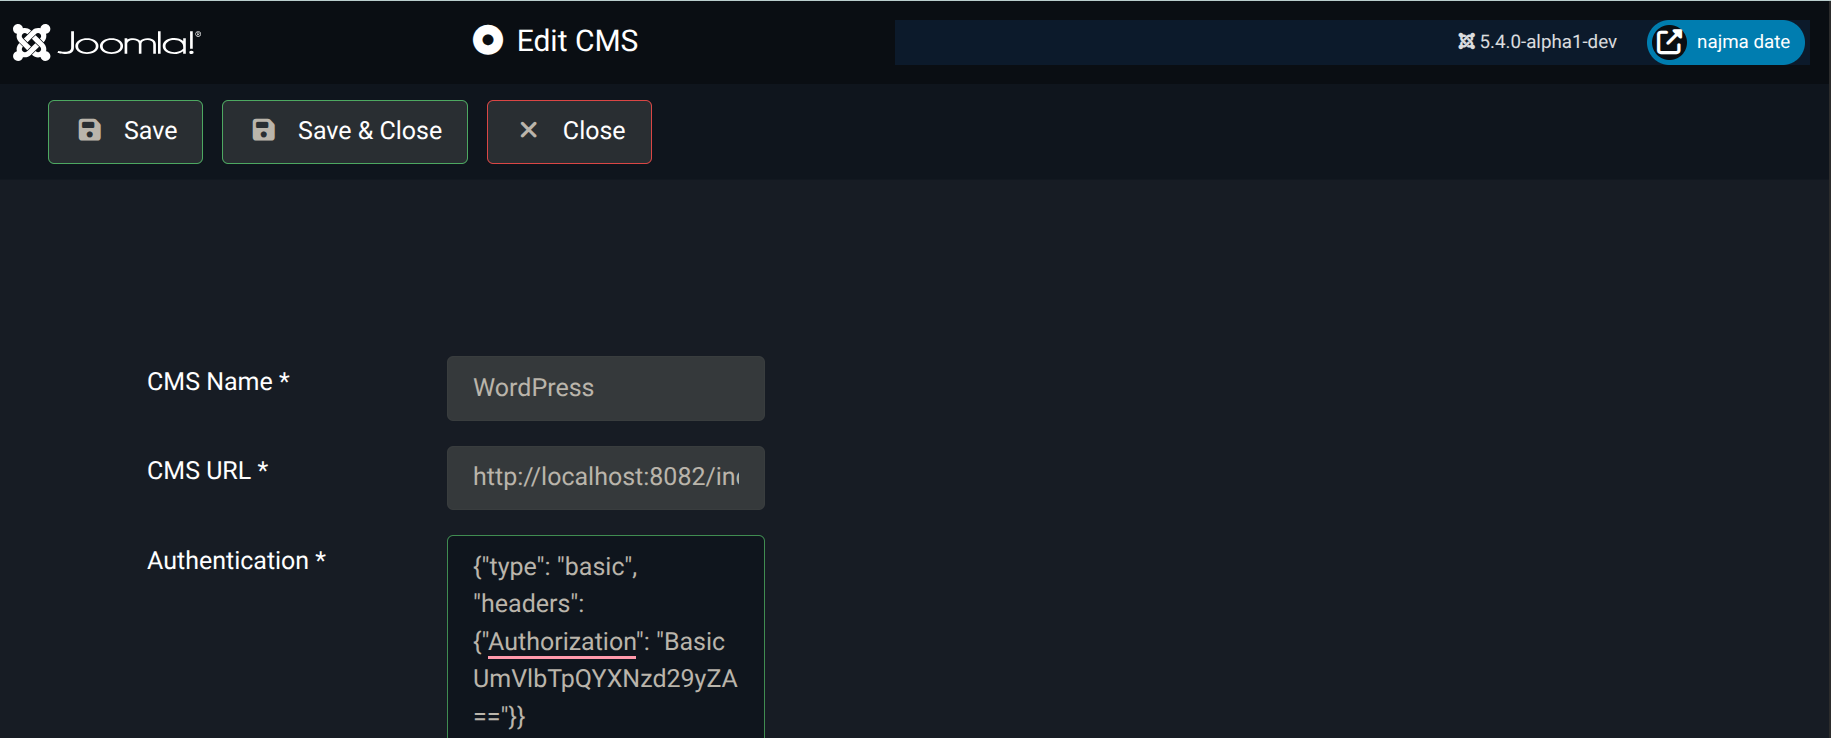 Joomla!®
Edit CMS
5.4.0-alpha1-dev
najma date
Save
Save & Close
Close
CMS Name *
WordPress
CMS URL *
http://localhost:8082/in
Authentication *
{"type": "basic",
"headers":
{"Authorization": "Basic
UmVlbTpQYXNzd29yZA
=="}}